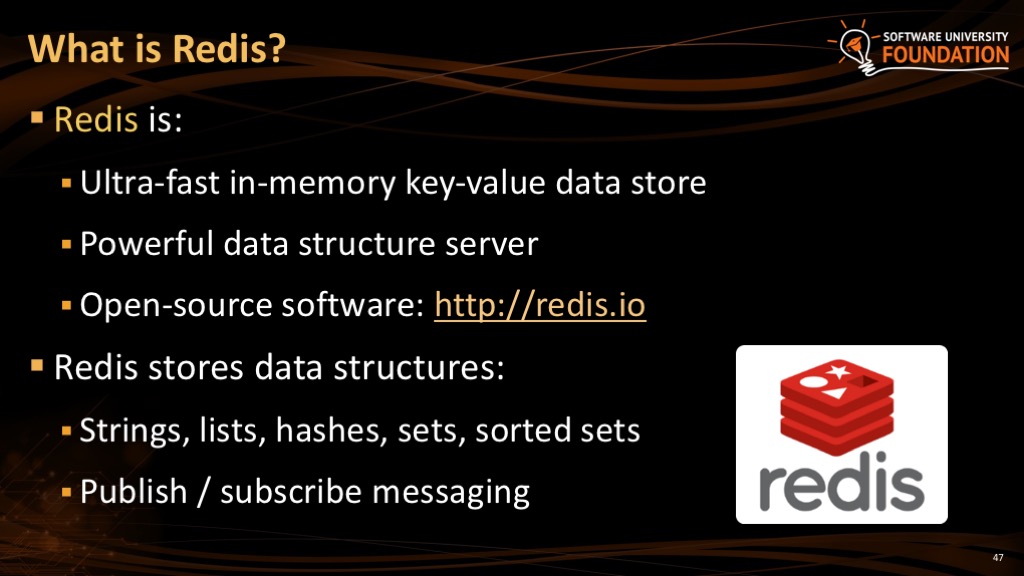 What is Redis?
SOFTWARE UNIVERSITY
FOUNDATION
▪ Redis is:
▪ Ultra-fast in-memory key-value data store
▪ Powerful data structure server
▪ Open-source software: http://redis.io
▪ Redis stores data structures:
▪ Strings, lists, hashes, sets, sorted sets
▪ Publish / subscribe messaging
redis
47